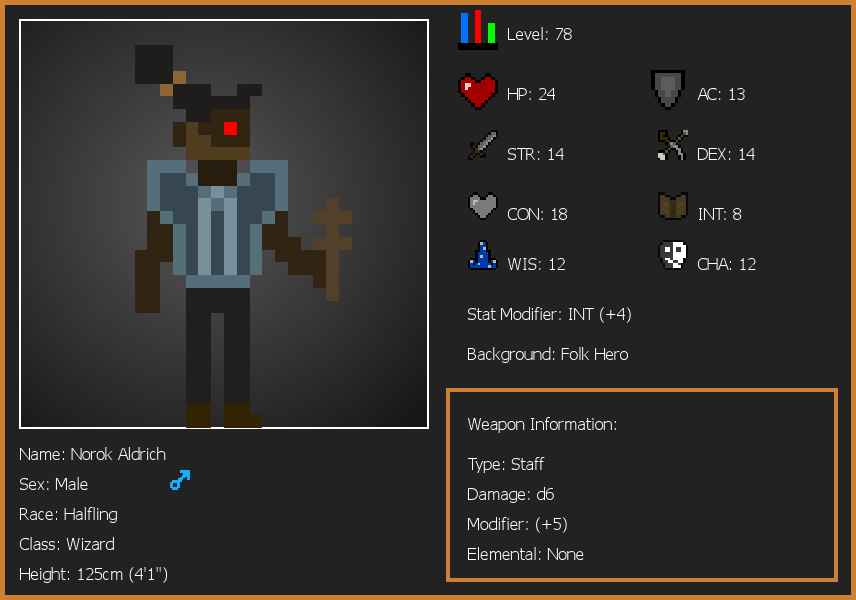 Level: 78
HP: 24
AC: 13
STR: 14
DEX: 14
CON: 18
INT: 8
WIS: 12
CHA: 12
Stat Modifier: INT (+4)
Background: Folk Hero
Weapon Information:
Type: Staff
Damage: d6
Modifier: (+5)
Elemental: None
Name: Norok Aldrich
Sex: Male
Race: Halfling
Class: Wizard
Height: 125cm (4'1")